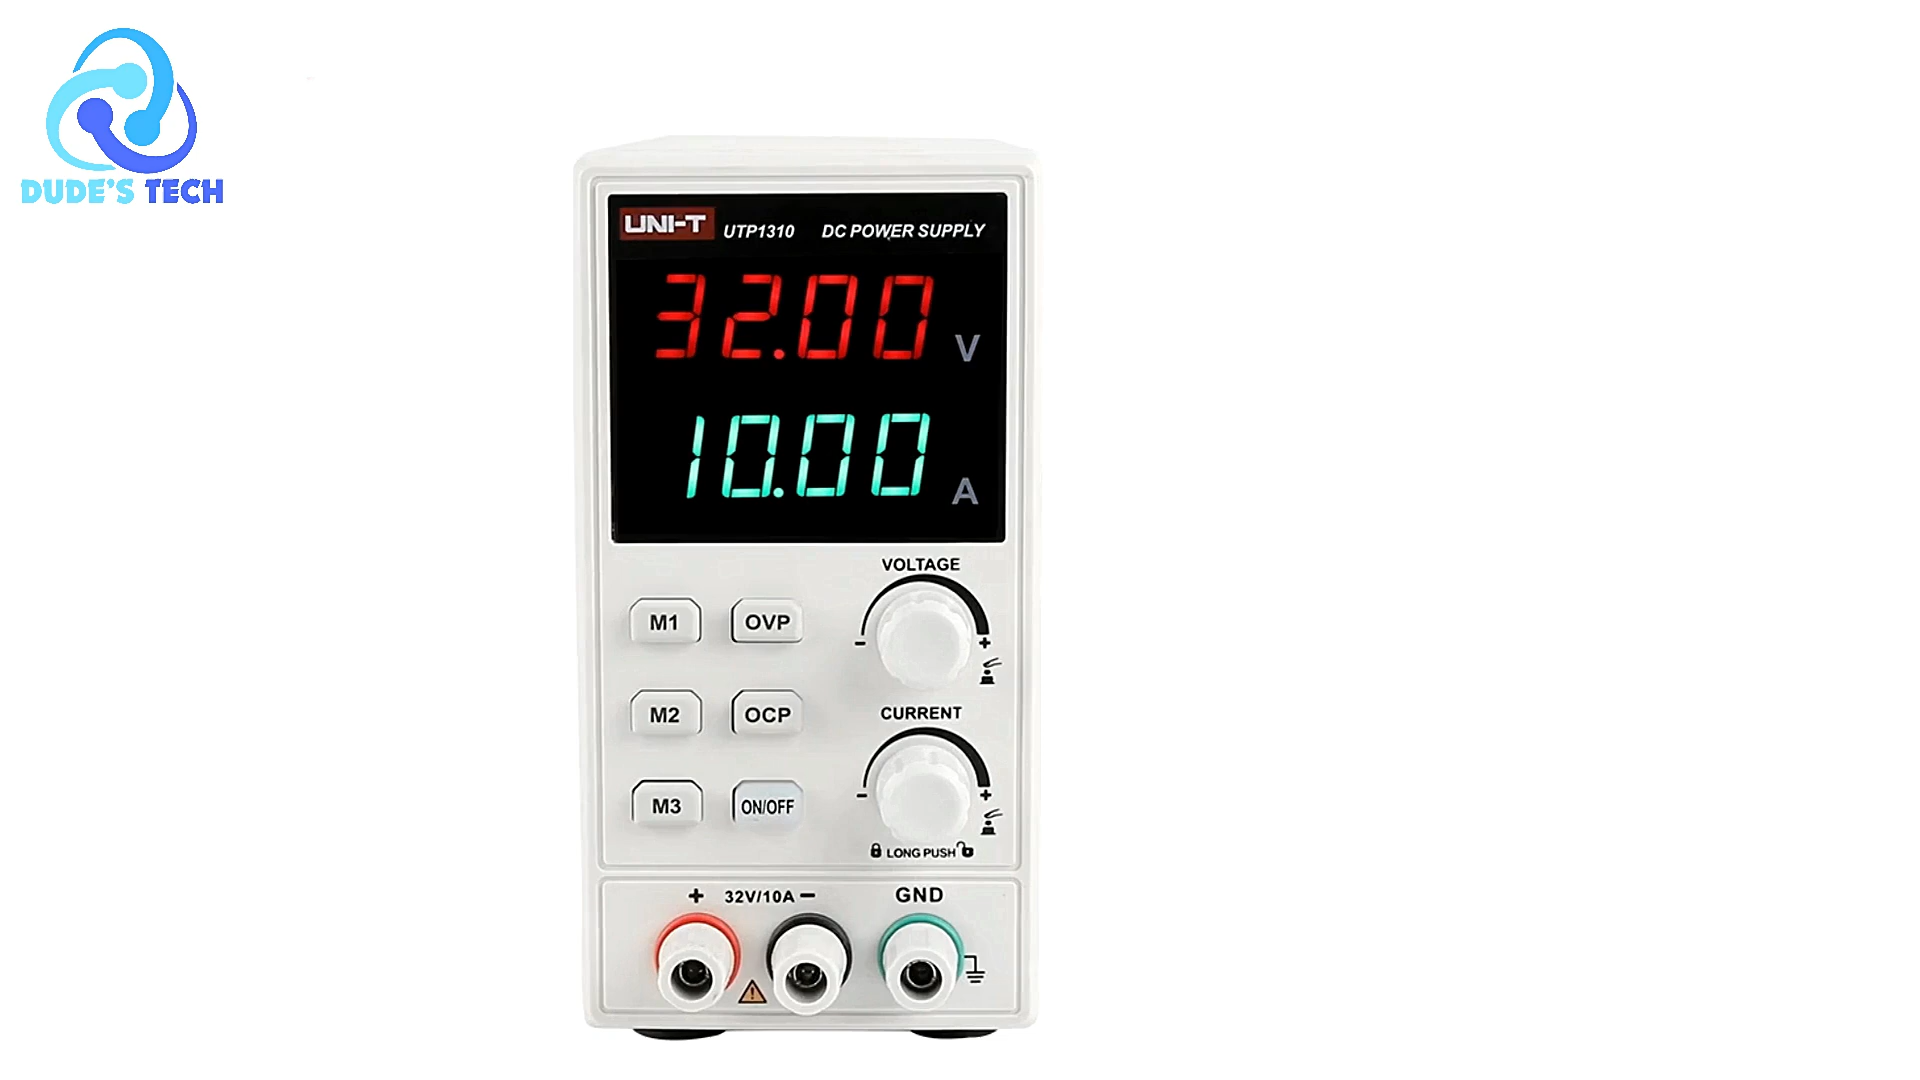 DUDE'S TECH
UNI-T UTP1310 DC POWER SUPPLY
32.00 V
10.00 A
VOLTAGE
M1 OVP
- +
M2 OCP
CURRENT
- +
M3 ON/OFF
LONG PUSH
+ 32V/10A - GND